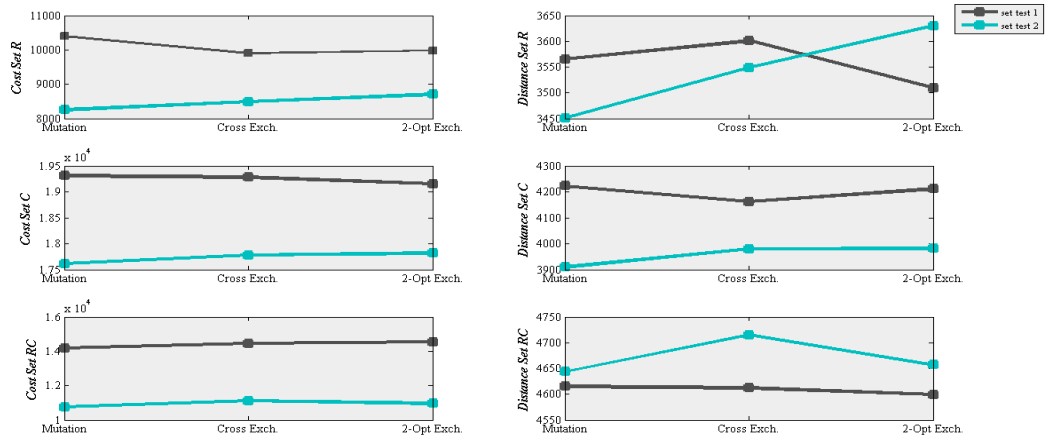 set test 1
set test 2
Cost Set R
11000
10000
9000
8000
Mutation
Cross Exch.
2-Opt Exch.
Distance Set R
3650
3600
3550
3500
3450
Mutation
Cross Exch.
2-Opt Exch.
Cost Set C
x 10^4
1.95
1.9
1.85
1.8
1.75
Mutation
Cross Exch.
2-Opt Exch.
Distance Set C
4300
4200
4100
4000
3900
Mutation
Cross Exch.
2-Opt Exch.
Cost Set RC
x 10^4
1.6
1.4
1.2
1
Mutation
Cross Exch.
2-Opt Exch.
Distance Set RC
4750
4700
4650
4600
4550
Mutation
Cross Exch.
2-Opt Exch.